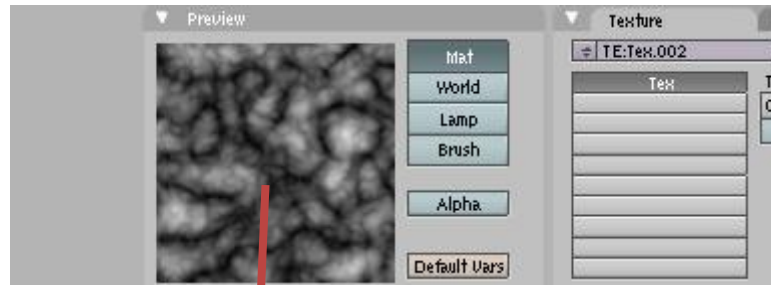 Preview
Mat
World
Lamp
Brush
Alpha
Default Vars
Texture
TE:Tex.002
Tex